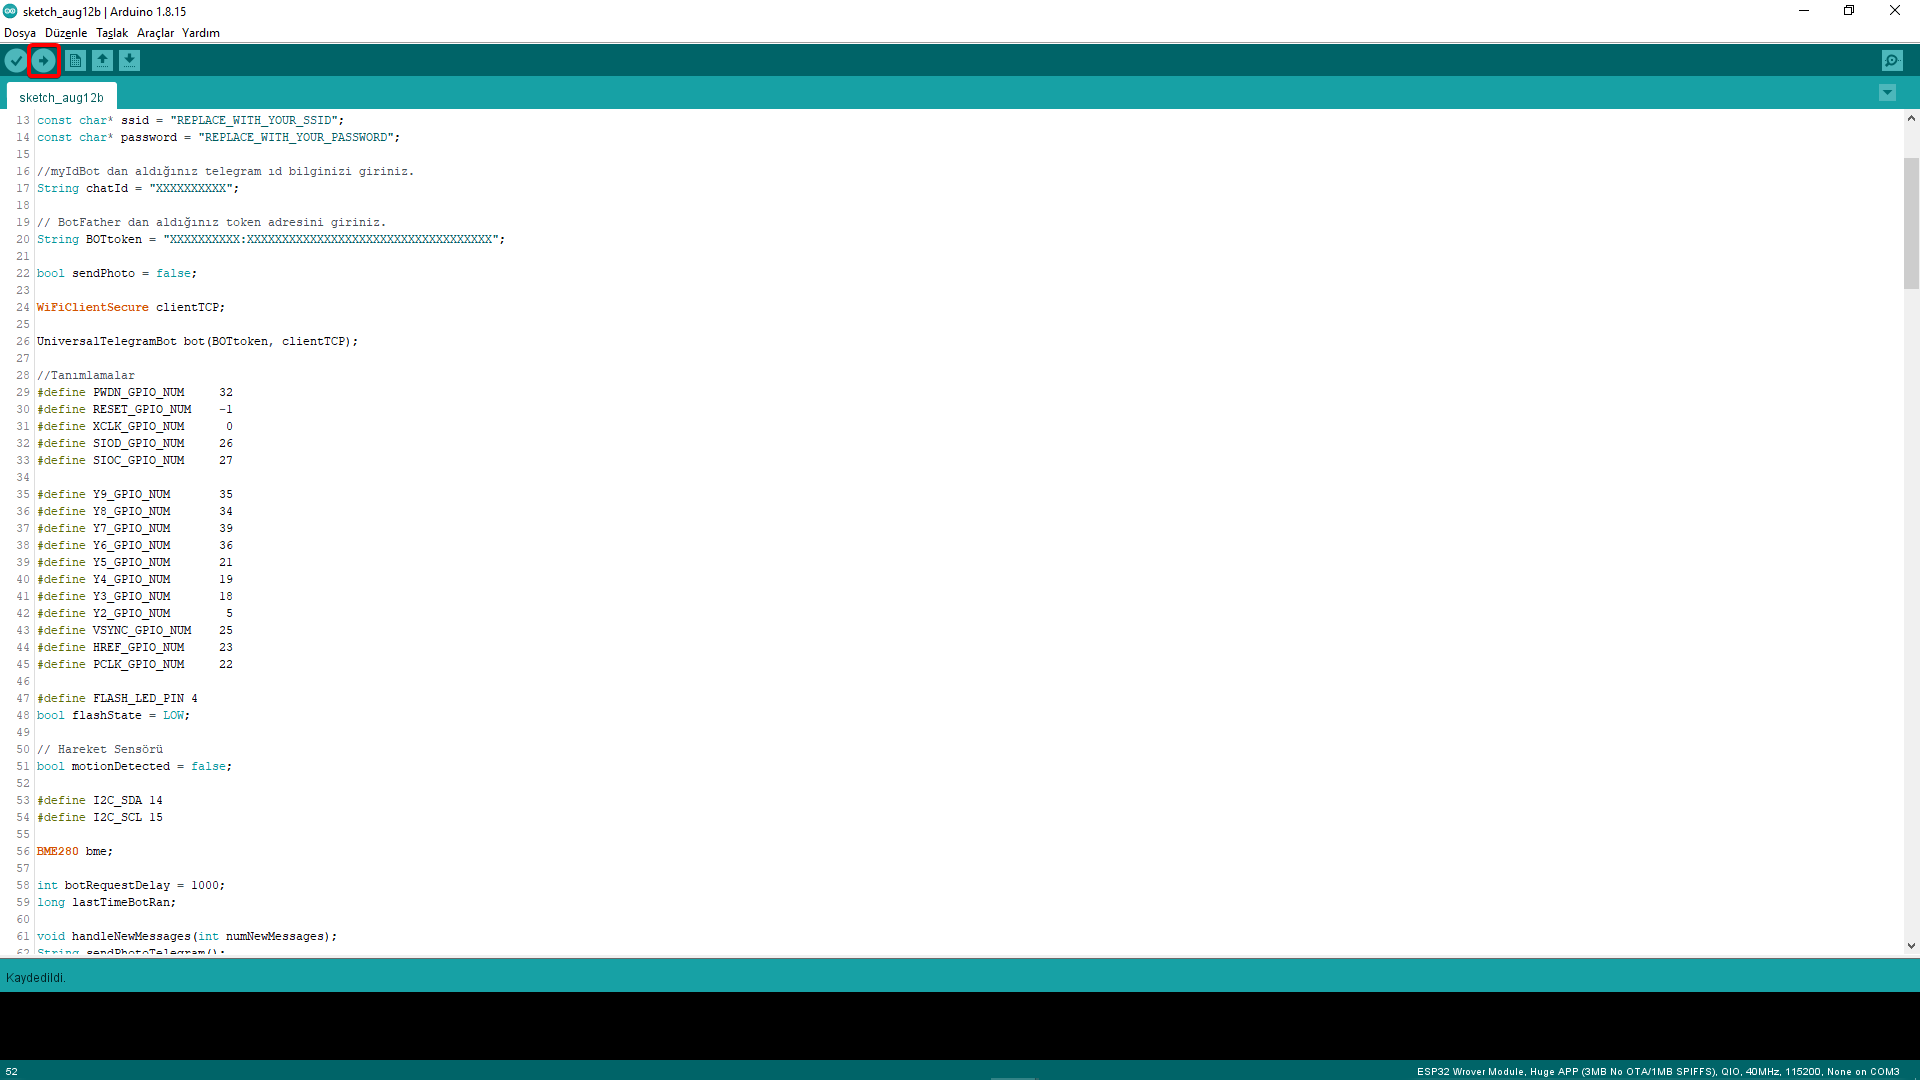 sketch_aug12b | Arduino 1.8.15
Dosya Düzenle Taslak Araçlar Yardım
sketch_aug12b
13 const char* ssid = "REPLACE_WITH_YOUR_SSID";
14 const char* password = "REPLACE_WITH_YOUR_PASSWORD";
15
16 //myIdBot dan aldığınız telegram ıd bilginizi giriniz.
17 String chatId = "XXXXXXXXXX";
18
19 // BotFather dan aldığınız token adresini giriniz.
20 String BOTtoken = "XXXXXXXXXX:XXXXXXXXXXXXXXXXXXXXXXXXXXXXXXXXXXX";
21
22 bool sendPhoto = false;
23
24 WiFiClientSecure clientTCP;
25
26 UniversalTelegramBot bot(BOTtoken, clientTCP);
27
28 //Tanımlamalar
29 #define PWDN_GPIO_NUM 32
30 #define RESET_GPIO_NUM -1
31 #define XCLK_GPIO_NUM 0
32 #define SIOD_GPIO_NUM 26
33 #define SIOC_GPIO_NUM 27
34
35 #define Y9_GPIO_NUM 35
36 #define Y8_GPIO_NUM 34
37 #define Y7_GPIO_NUM 39
38 #define Y6_GPIO_NUM 36
39 #define Y5_GPIO_NUM 21
40 #define Y4_GPIO_NUM 19
41 #define Y3_GPIO_NUM 18
42 #define Y2_GPIO_NUM 5
43 #define VSYNC_GPIO_NUM 25
44 #define HREF_GPIO_NUM 23
45 #define PCLK_GPIO_NUM 22
46
47 #define FLASH_LED_PIN 4
48 bool flashState = LOW;
49
50 // Hareket Sensörü
51 bool motionDetected = false;
52
53 #define I2C_SDA 14
54 #define I2C_SCL 15
55
56 BME280 bme;
57
58 int botRequestDelay = 1000;
59 long lastTimeBotRan;
60
61 void handleNewMessages(int numNewMessages);
62 String sendPhotoTelegram();
Kaydedildi.
52
ESP32 Wrover Module, Huge APP (3MB No OTA/1MB SPIFFS), QIO, 40MHz, 115200, None on COM3